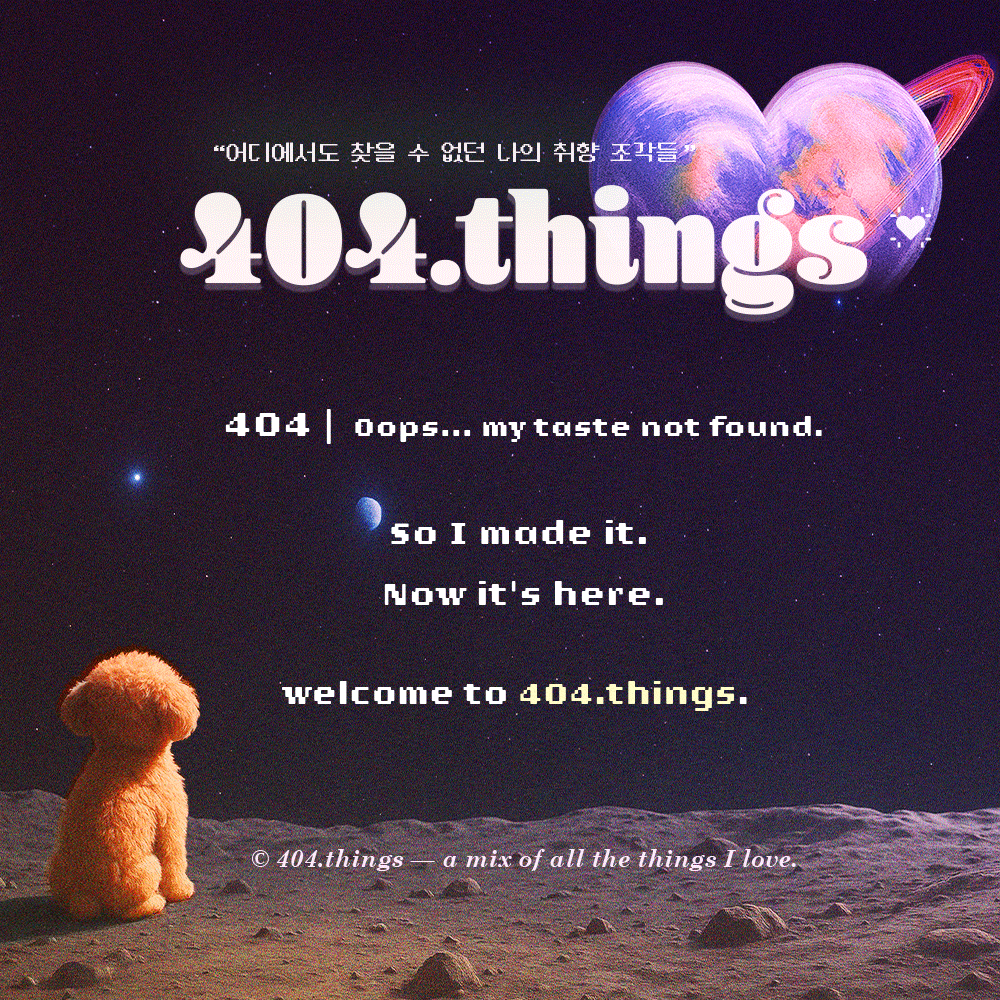 “어디에서도 찾을 수 없던 나의 취향 조각들”
404.things
404 | Oops... my taste not found.
So I made it.
Now it's here.
welcome to 404.things.
© 404.things — a mix of all the things I love.